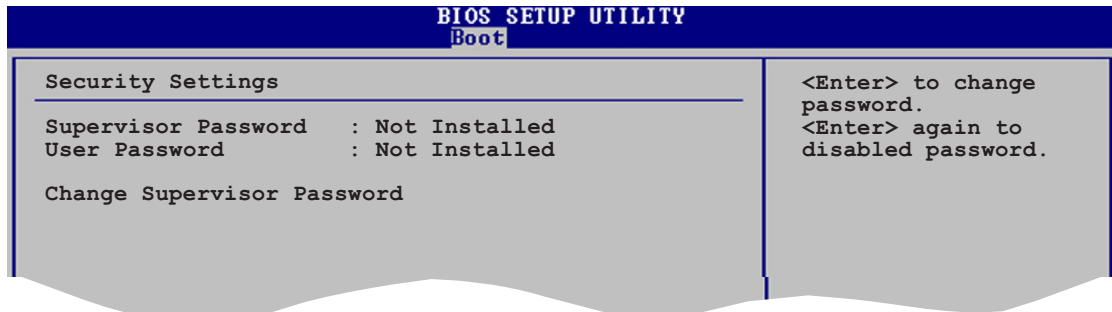 BIOS SETUP UTILITY
Boot
Security Settings
Supervisor Password : Not Installed
User Password : Not Installed
Change Supervisor Password
<Enter> to change
password.
<Enter> again to
disabled password.